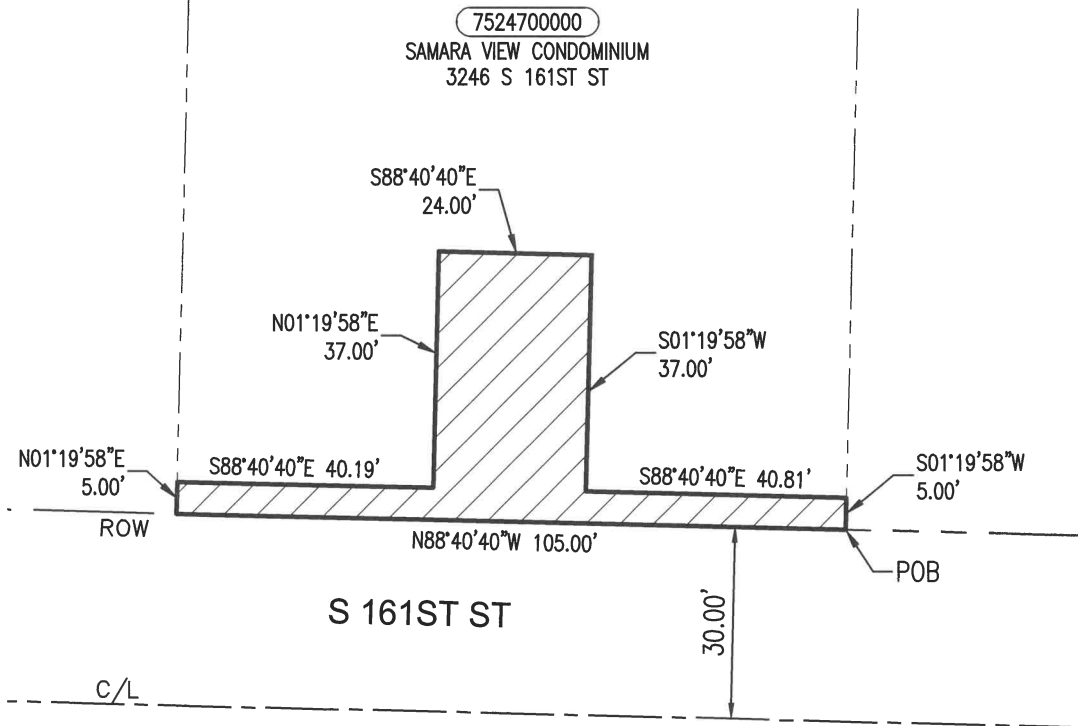 7524700000
SAMARA VIEW CONDOMINIUM
3246 S 161ST ST
S88°40'40"E
24.00'
N01°19'58"E
37.00'
S01°19'58"W
37.00'
N01°19'58"E
5.00'
S88°40'40"E 40.19'
S88°40'40"E 40.81'
S01°19'58"W
5.00'
ROW
N88°40'40"W 105.00'
POB
S 161ST ST
30.00'
C/L